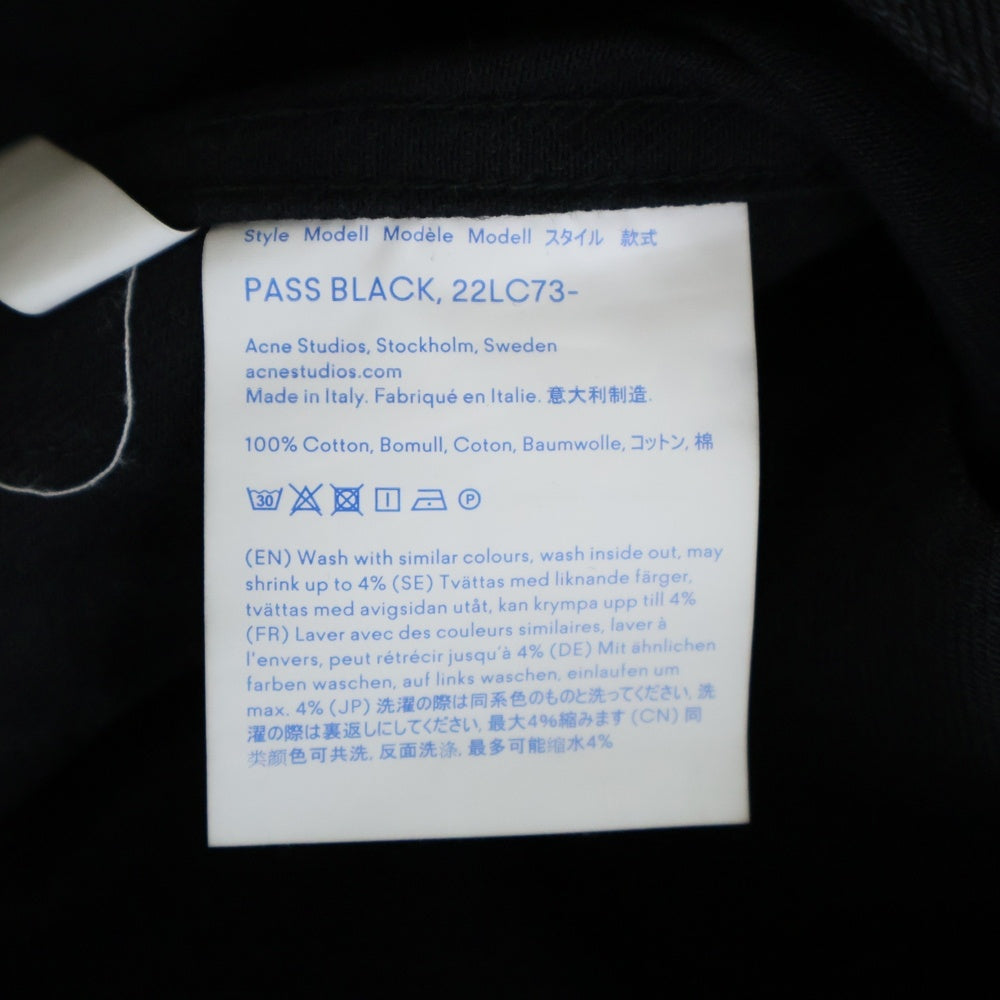 Style Modell Modèle Modell スタイル 款式
PASS BLACK, 22LC73-
Acne Studios, Stockholm, Sweden
acnestudios.com
Made in Italy. Fabriqué en Italie. 意大利制造.
100% Cotton, Bomull, Coton, Baumwolle, コットン, 棉
30 P
(EN) Wash with similar colours, wash inside out, may
shrink up to 4% (SE) Tvättas med liknande färger,
tvättas med avigsidan utåt, kan krympa upp till 4%
(FR) Laver avec des couleurs similaires, laver à
l'envers, peut rétrécir jusqu'à 4% (DE) Mit ähnlichen
farben waschen, auf links waschen, einlaufen um
max. 4% (JP) 洗濯の際は同系色のものと洗ってください, 洗
濯の際は裏返しにしてください, 最大4%縮みます (CN) 同
类颜色可共洗, 反面洗涤, 最多可能缩水4%